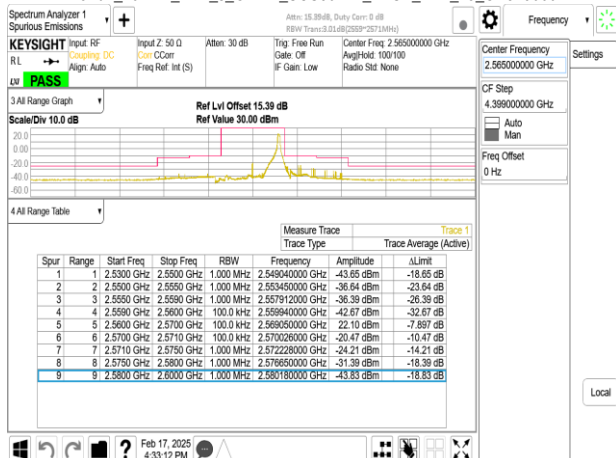 Spectrum Analyzer 1
Spurious Emissions
Attn: 15.39dB, Duty Corr: 0 dB
RBW Trans:3.01dB(2559~2571MHz)
Frequency
KEYSIGHT
RL
LXI
PASS
Input: RF
Coupling: DC
Align: Auto
Input Z: 50 Ω
Corr CCorr
Freq Ref: Int (S)
Atten: 30 dB
Trig: Free Run
Gate: Off
IF Gain: Low
Center Freq: 2.565000000 GHz
Avg|Hold: 100/100
Radio Std: None
Center Frequency
2.565000000 GHz
Settings
CF Step
4.399000000 GHz
Auto
Man
Freq Offset
0 Hz
3 All Range Graph
Scale/Div 10.0 dB
Ref Lvl Offset 15.39 dB
Ref Value 30.00 dBm
20.0
0.00
-20.0
-40.0
-60.0
4 All Range Table
Measure Trace Trace 1
Trace Type Trace Average (Active)
Spur Range Start Freq Stop Freq RBW Frequency Amplitude ΔLimit
1 1 2.5300 GHz 2.5500 GHz 1.000 MHz 2.549040000 GHz -43.65 dBm -18.65 dB
2 2 2.5500 GHz 2.5550 GHz 1.000 MHz 2.553450000 GHz -36.64 dBm -23.64 dB
3 3 2.5550 GHz 2.5590 GHz 1.000 MHz 2.557912000 GHz -36.39 dBm -26.39 dB
4 4 2.5590 GHz 2.5600 GHz 100.0 kHz 2.559940000 GHz -42.67 dBm -32.67 dB
5 5 2.5600 GHz 2.5700 GHz 100.0 kHz 2.569050000 GHz 22.10 dBm -7.897 dB
6 6 2.5700 GHz 2.5710 GHz 100.0 kHz 2.570026000 GHz -20.47 dBm -10.47 dB
7 7 2.5710 GHz 2.5750 GHz 1.000 MHz 2.572228000 GHz -24.21 dBm -14.21 dB
8 8 2.5750 GHz 2.5800 GHz 1.000 MHz 2.576650000 GHz -31.39 dBm -18.39 dB
9 9 2.5800 GHz 2.6000 GHz 1.000 MHz 2.580180000 GHz -43.83 dBm -18.83 dB
Local
Feb 17, 2025
4:33:12 PM